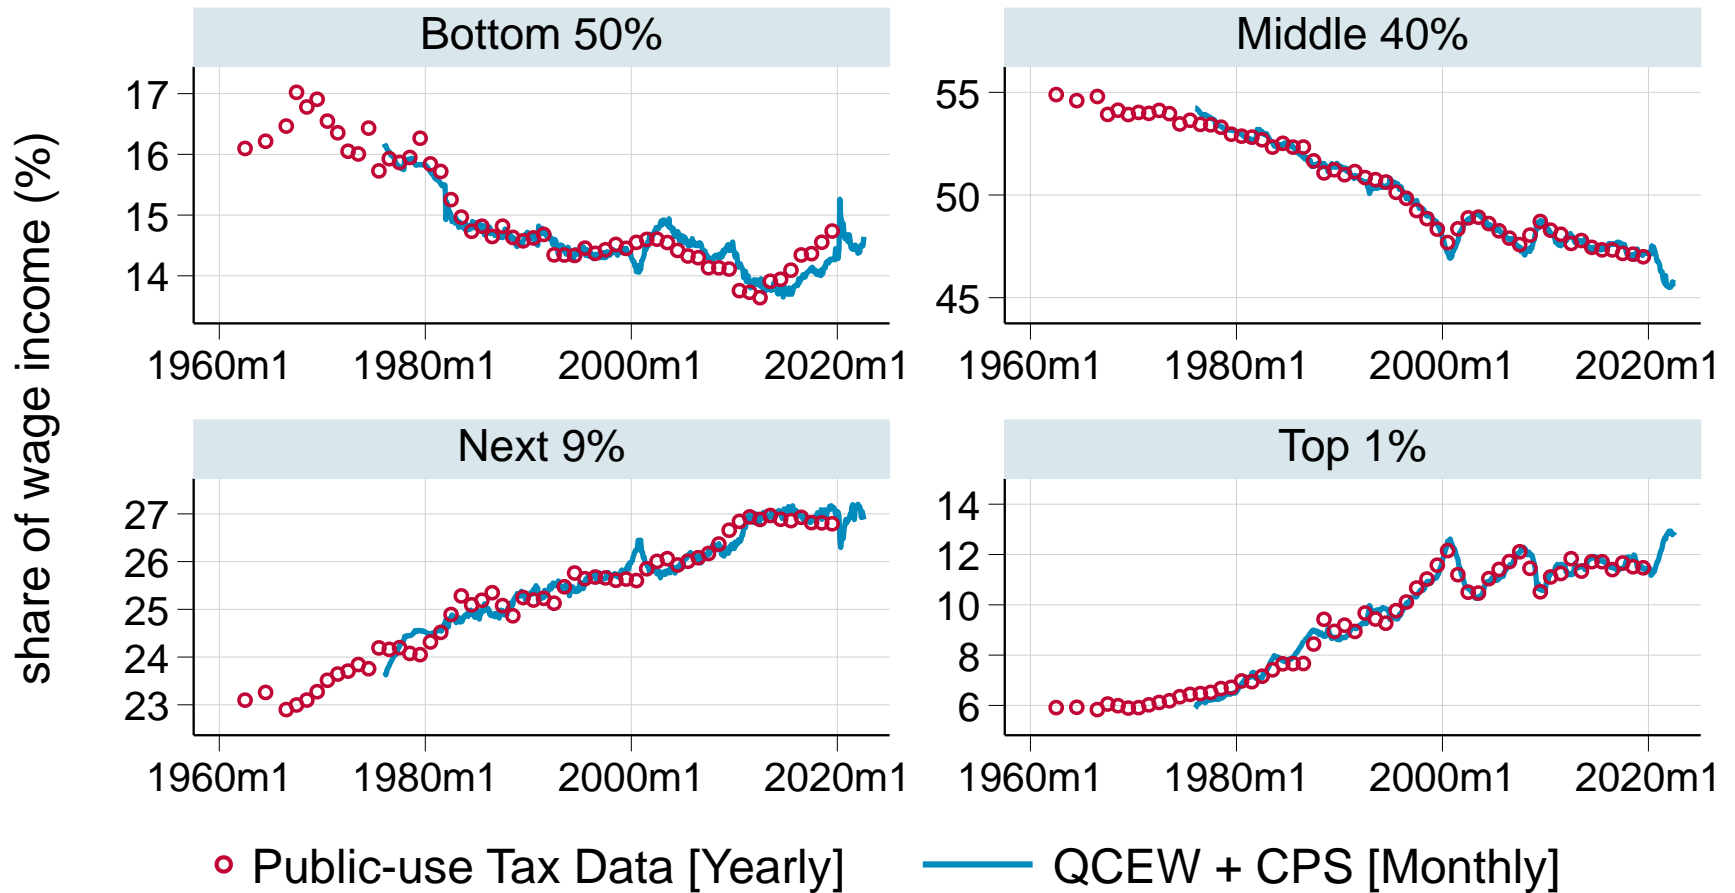 share of wage income (%)
Bottom 50%
17
16
15
14
1960m1 1980m1 2000m1 2020m1
Middle 40%
55
50
45
1960m1 1980m1 2000m1 2020m1
Next 9%
27
26
25
24
23
1960m1 1980m1 2000m1 2020m1
Top 1%
14
12
10
8
6
1960m1 1980m1 2000m1 2020m1
Public-use Tax Data [Yearly] QCEW + CPS [Monthly]